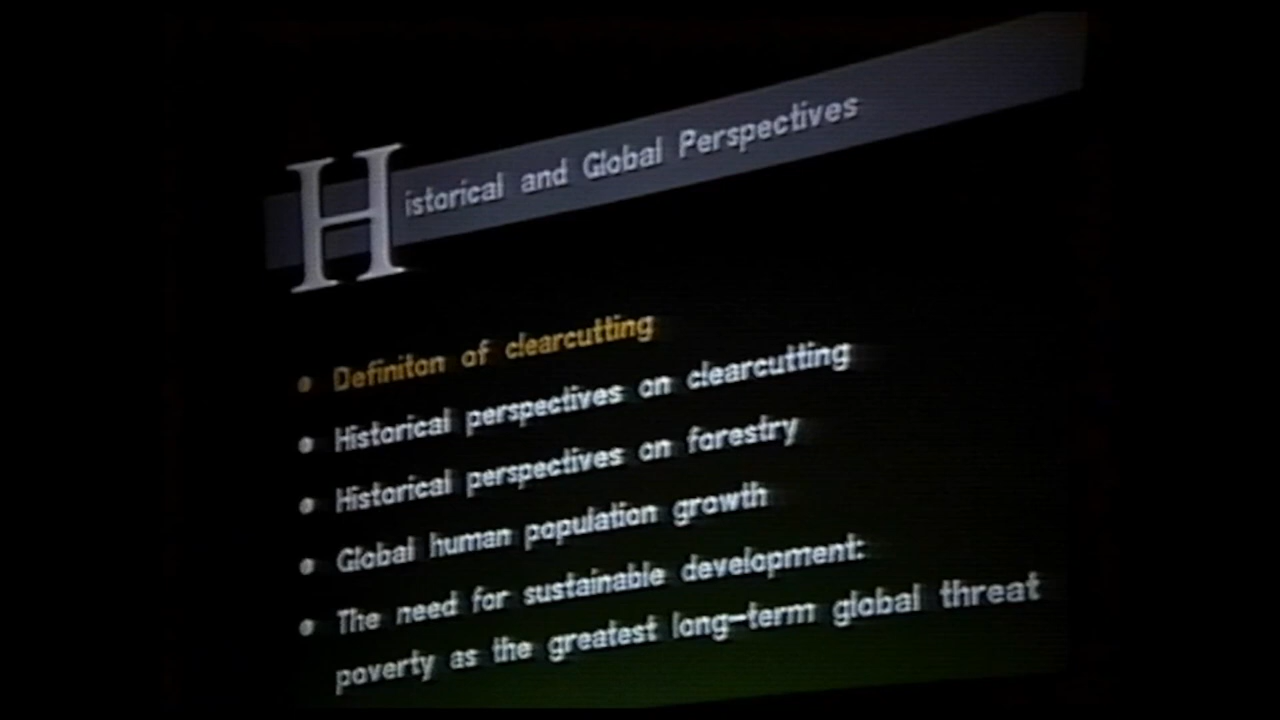 Historical and Global Perspectives
• Definiton of clearcutting
• Historical perspectives on clearcutting
• Historical perspectives on forestry
• Global human population growth
• The need for sustainable development:
poverty as the greatest long-term global threat